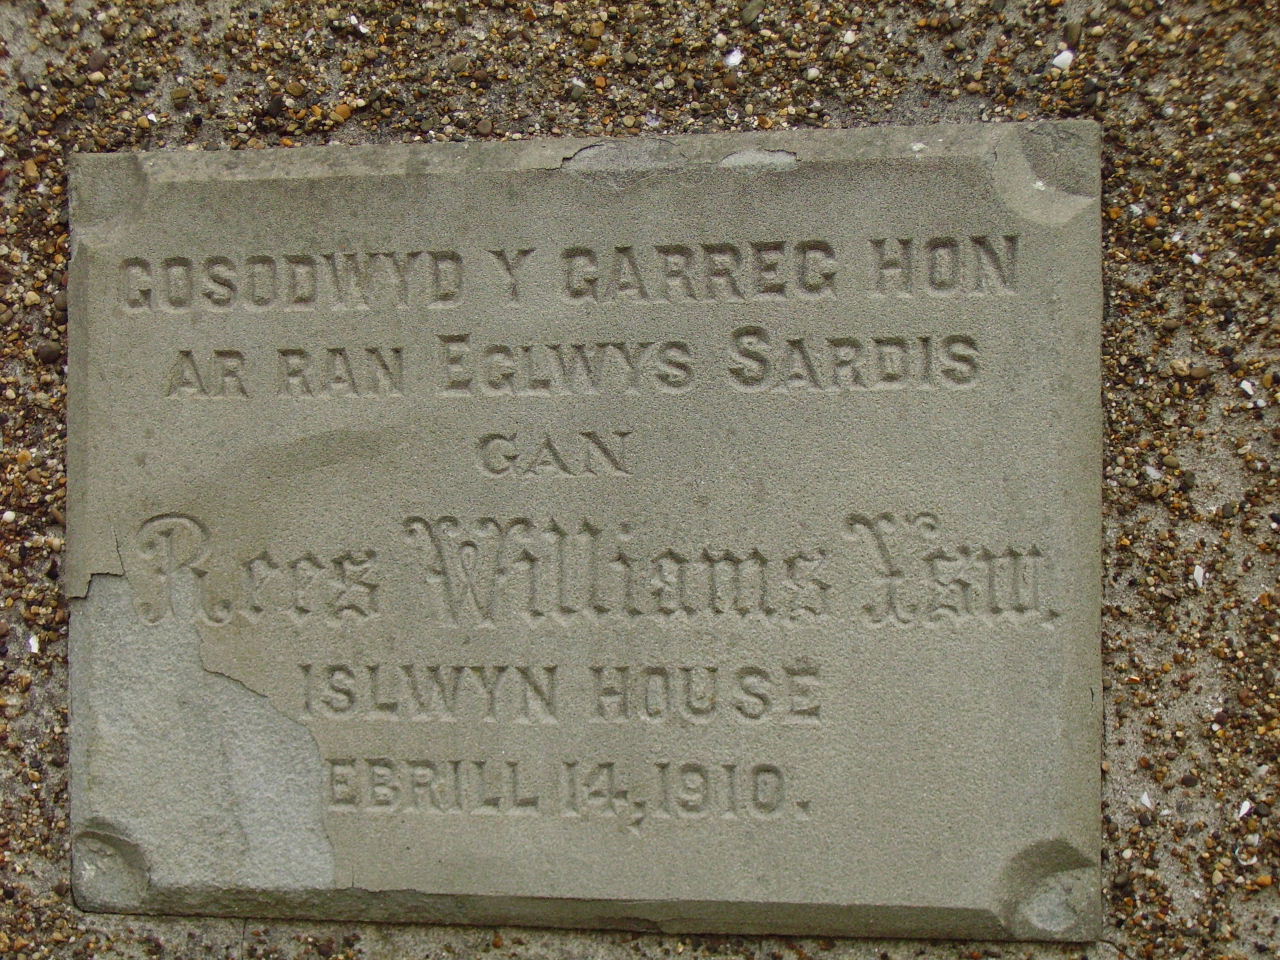 GOSODWYD Y GARREG HON
AR RAN EGLWYS SARDIS
GAN
Rees Williams Ysw.
ISLWYN HOUSE
EBRILL 14, 1910.